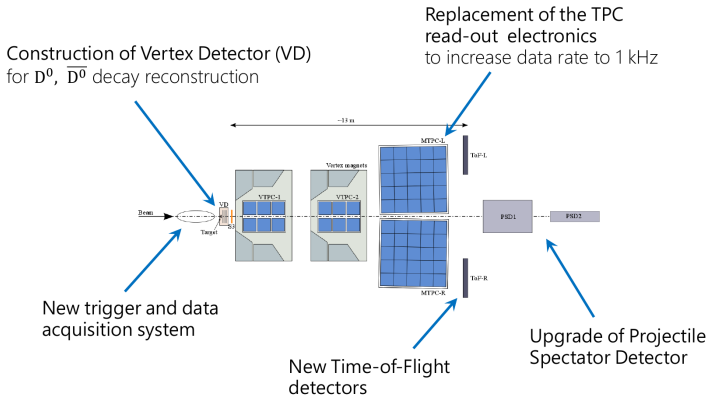 Replacement of the TPC
read-out electronics
to increase data rate to 1 kHz
Construction of Vertex Detector (VD)
for D⁰, D̅⁰ decay reconstruction
~13 m
MTPC-L
ToF-L
Vertex magnets
VD
VTPC-1
VTPC-2
Beam
Target
PSD1
PSD2
ToF-R
MTPC-R
New trigger and data
acquisition system
New Time-of-Flight
detectors
Upgrade of Projectile
Spectator Detector